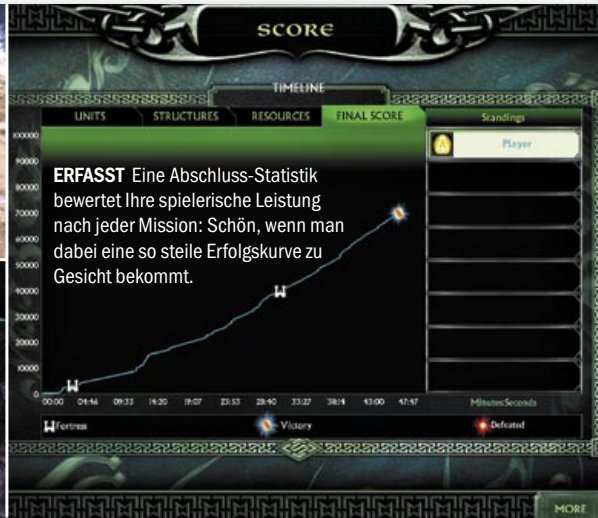 SCORE
TIMELINE
UNITS STRUCTURES RESOURCES FINAL SCORE Standings
Player
100000
90000
80000
70000
60000
50000
40000
30000
20000
10000
0
ERFASST Eine Abschluss-Statistik
bewertet Ihre spielerische Leistung
nach jeder Mission: Schön, wenn man
dabei eine so steile Erfolgskurve zu
Gesicht bekommt.
00:00 04:46 09:33 14:20 19:07 23:53 28:40 33:27 38:14 43:00 47:47 Minutes:Seconds
Fortress Victory Defeated
MORE